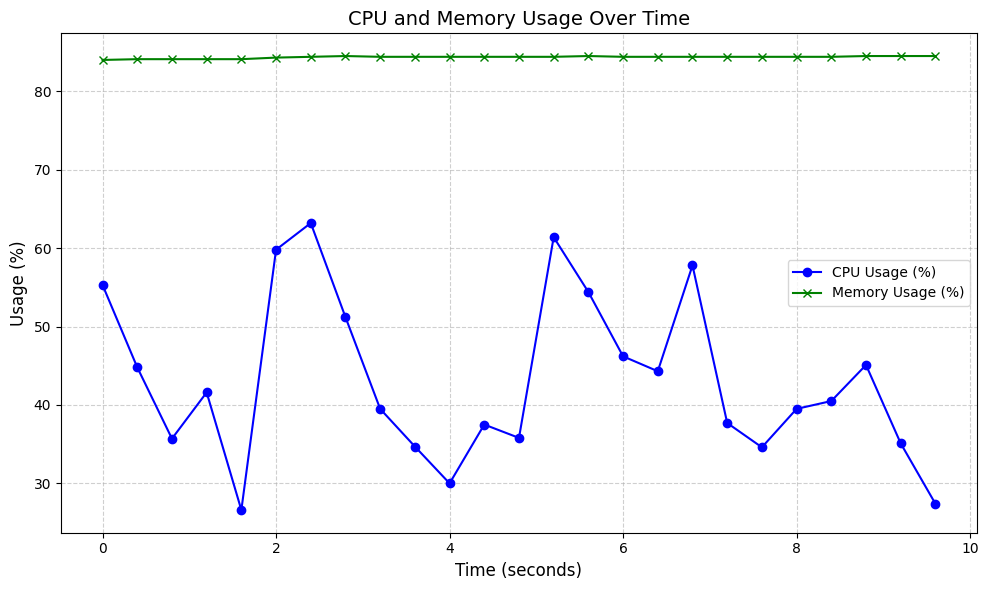 CPU and Memory Usage Over Time
Usage (%)
80
70
60
50
40
30
CPU Usage (%)
Memory Usage (%)
0 2 4 6 8 10
Time (seconds)